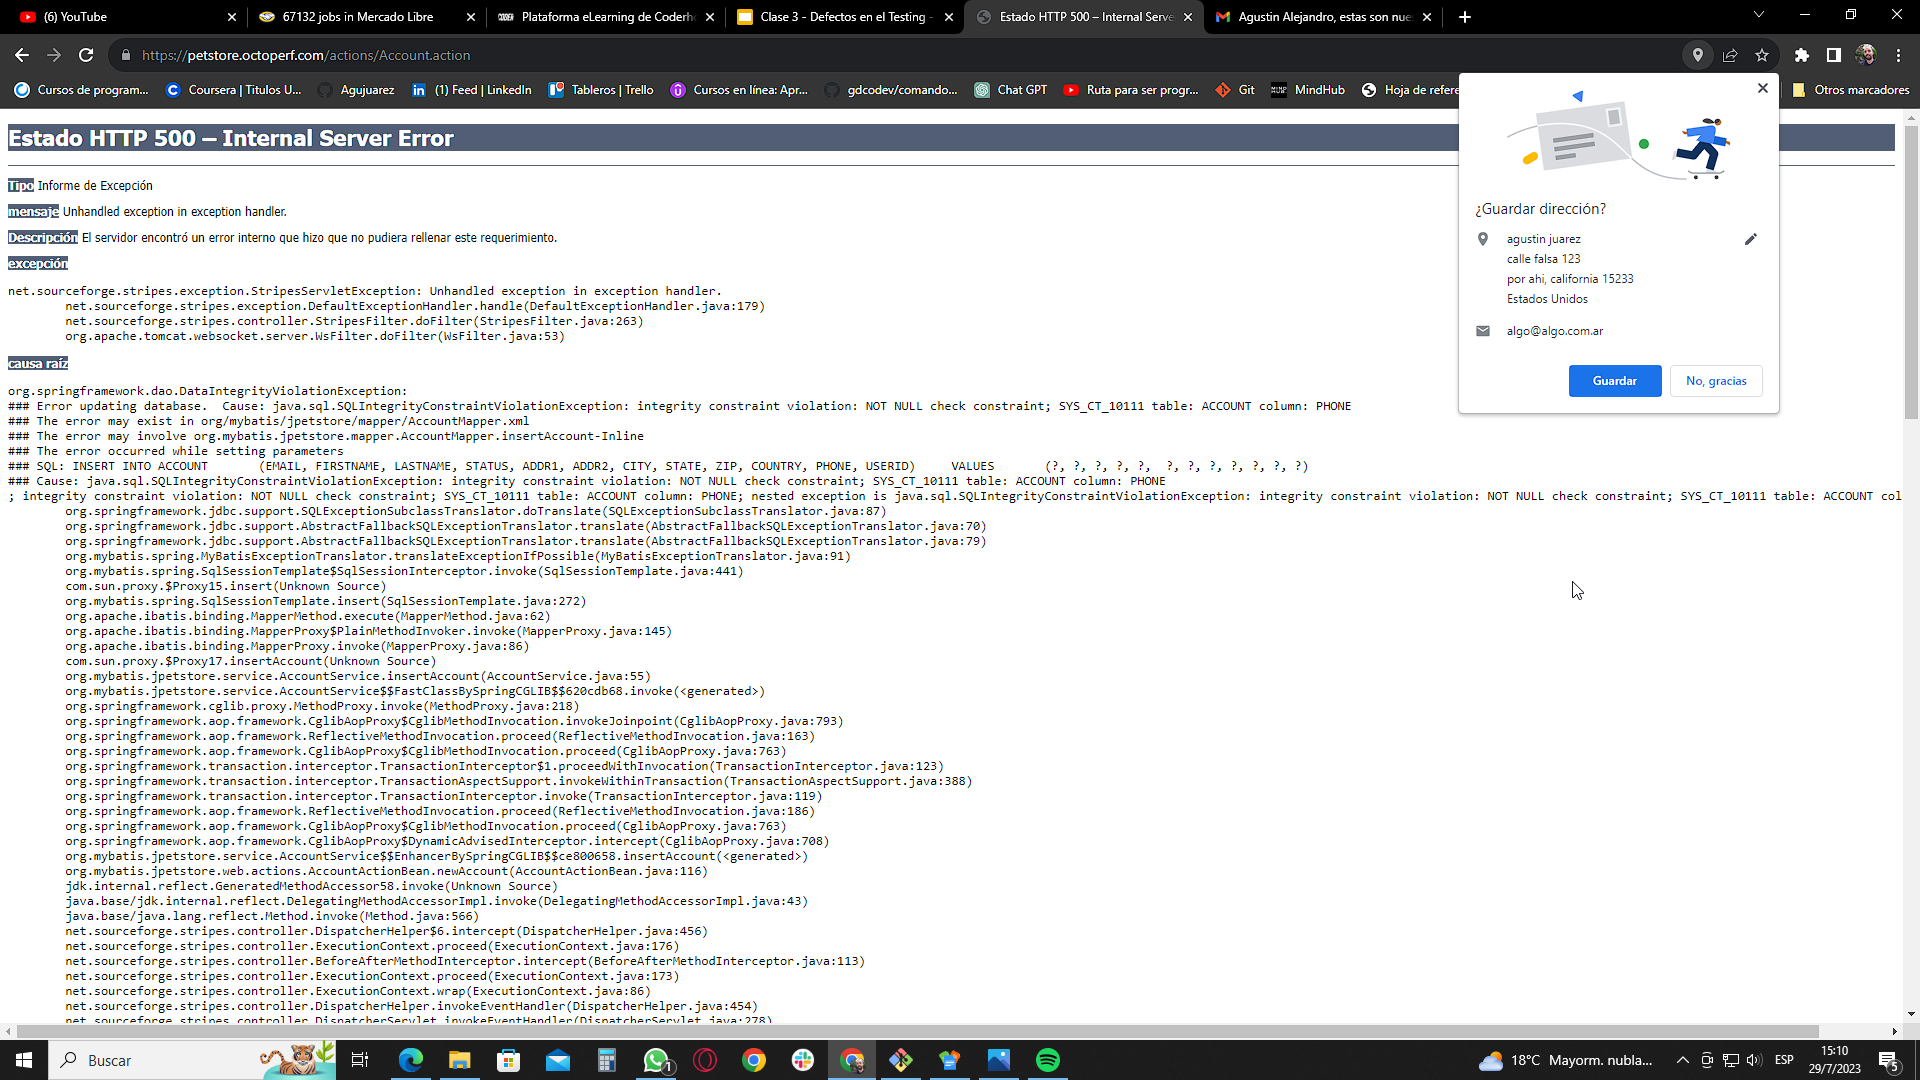 (6) YouTube
67132 jobs in Mercado Libre
Plataforma eLearning de Coderho
Clase 3 - Defectos en el Testing -
Estado HTTP 500 – Internal Serve
Agustin Alejandro, estas son nue
https://petstore.octoperf.com/actions/Account.action
Cursos de program...
Coursera | Titulos U...
Agujuarez
(1) Feed | LinkedIn
Tableros | Trello
Cursos en línea: Apr...
gdcodev/comando...
Chat GPT
Ruta para ser progr...
Git
MindHub
Hoja de refere
Otros marcadores
Estado HTTP 500 – Internal Server Error
Tipo Informe de Excepción
mensaje Unhandled exception in exception handler.
Descripción El servidor encontró un error interno que hizo que no pudiera rellenar este requerimiento.
excepción
net.sourceforge.stripes.exception.StripesServletException: Unhandled exception in exception handler.
net.sourceforge.stripes.exception.DefaultExceptionHandler.handle(DefaultExceptionHandler.java:179)
net.sourceforge.stripes.controller.StripesFilter.doFilter(StripesFilter.java:263)
org.apache.tomcat.websocket.server.WsFilter.doFilter(WsFilter.java:53)
causa raíz
org.springframework.dao.DataIntegrityViolationException:
### Error updating database.  Cause: java.sql.SQLIntegrityConstraintViolationException: integrity constraint violation: NOT NULL check constraint; SYS_CT_10111 table: ACCOUNT column: PHONE
### The error may exist in org/mybatis/jpetstore/mapper/AccountMapper.xml
### The error may involve org.mybatis.jpetstore.mapper.AccountMapper.insertAccount-Inline
### The error occurred while setting parameters
### SQL: INSERT INTO ACCOUNT (EMAIL, FIRSTNAME, LASTNAME, STATUS, ADDR1, ADDR2, CITY, STATE, ZIP, COUNTRY, PHONE, USERID) VALUES (?, ?, ?, ?, ?, ?, ?, ?, ?, ?, ?, ?)
### Cause: java.sql.SQLIntegrityConstraintViolationException: integrity constraint violation: NOT NULL check constraint; SYS_CT_10111 table: ACCOUNT column: PHONE
; integrity constraint violation: NOT NULL check constraint; SYS_CT_10111 table: ACCOUNT column: PHONE; nested exception is java.sql.SQLIntegrityConstraintViolationException: integrity constraint violation: NOT NULL check constraint; SYS_CT_10111 table: ACCOUNT col
org.springframework.jdbc.support.SQLExceptionSubclassTranslator.doTranslate(SQLExceptionSubclassTranslator.java:87)
org.springframework.jdbc.support.AbstractFallbackSQLExceptionTranslator.translate(AbstractFallbackSQLExceptionTranslator.java:70)
org.springframework.jdbc.support.AbstractFallbackSQLExceptionTranslator.translate(AbstractFallbackSQLExceptionTranslator.java:79)
org.mybatis.spring.MyBatisExceptionTranslator.translateExceptionIfPossible(MyBatisExceptionTranslator.java:91)
org.mybatis.spring.SqlSessionTemplate$SqlSessionInterceptor.invoke(SqlSessionTemplate.java:441)
com.sun.proxy.$Proxy15.insert(Unknown Source)
org.mybatis.spring.SqlSessionTemplate.insert(SqlSessionTemplate.java:272)
org.apache.ibatis.binding.MapperMethod.execute(MapperMethod.java:62)
org.apache.ibatis.binding.MapperProxy$PlainMethodInvoker.invoke(MapperProxy.java:145)
org.apache.ibatis.binding.MapperProxy.invoke(MapperProxy.java:86)
com.sun.proxy.$Proxy17.insertAccount(Unknown Source)
org.mybatis.jpetstore.service.AccountService.insertAccount(AccountService.java:55)
org.mybatis.jpetstore.service.AccountService$$FastClassBySpringCGLIB$$620cdb68.invoke(<generated>)
org.springframework.cglib.proxy.MethodProxy.invoke(MethodProxy.java:218)
org.springframework.aop.framework.CglibAopProxy$CglibMethodInvocation.invokeJoinpoint(CglibAopProxy.java:793)
org.springframework.aop.framework.ReflectiveMethodInvocation.proceed(ReflectiveMethodInvocation.java:163)
org.springframework.aop.framework.CglibAopProxy$CglibMethodInvocation.proceed(CglibAopProxy.java:763)
org.springframework.transaction.interceptor.TransactionInterceptor$1.proceedWithInvocation(TransactionInterceptor.java:123)
org.springframework.transaction.interceptor.TransactionAspectSupport.invokeWithinTransaction(TransactionAspectSupport.java:388)
org.springframework.transaction.interceptor.TransactionInterceptor.invoke(TransactionInterceptor.java:119)
org.springframework.aop.framework.ReflectiveMethodInvocation.proceed(ReflectiveMethodInvocation.java:186)
org.springframework.aop.framework.CglibAopProxy$CglibMethodInvocation.proceed(CglibAopProxy.java:763)
org.springframework.aop.framework.CglibAopProxy$DynamicAdvisedInterceptor.intercept(CglibAopProxy.java:708)
org.mybatis.jpetstore.service.AccountService$$EnhancerBySpringCGLIB$$ce800658.insertAccount(<generated>)
org.mybatis.jpetstore.web.actions.AccountActionBean.newAccount(AccountActionBean.java:116)
jdk.internal.reflect.GeneratedMethodAccessor58.invoke(Unknown Source)
java.base/jdk.internal.reflect.DelegatingMethodAccessorImpl.invoke(DelegatingMethodAccessorImpl.java:43)
java.base/java.lang.reflect.Method.invoke(Method.java:566)
net.sourceforge.stripes.controller.DispatcherHelper$6.intercept(DispatcherHelper.java:456)
net.sourceforge.stripes.controller.ExecutionContext.proceed(ExecutionContext.java:176)
net.sourceforge.stripes.controller.BeforeAfterMethodInterceptor.intercept(BeforeAfterMethodInterceptor.java:113)
net.sourceforge.stripes.controller.ExecutionContext.proceed(ExecutionContext.java:173)
net.sourceforge.stripes.controller.ExecutionContext.wrap(ExecutionContext.java:86)
net.sourceforge.stripes.controller.DispatcherHelper.invokeEventHandler(DispatcherHelper.java:454)
net.sourceforge.stripes.controller.DispatcherServlet.invokeEventHandler(DispatcherServlet.java:278)
¿Guardar dirección?
agustin juarez
calle falsa 123
por ahi, california 15233
Estados Unidos
algo@algo.com.ar
Guardar
No, gracias
Buscar
1
18°C Mayorm. nubla...
ESP
15:10
29/7/2023
5